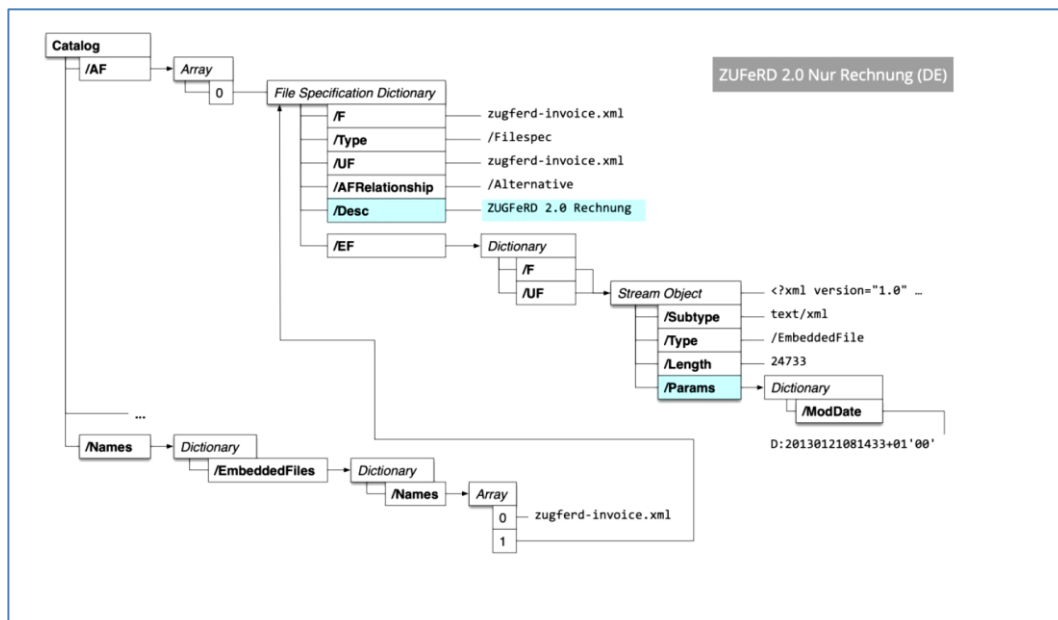 Catalog
ZUFeRD 2.0 Nur Rechnung (DE)
/AF
Array
0
File Specification Dictionary
/F
zugferd-invoice.xml
/Type
/Filespec
/UF
zugferd-invoice.xml
/AFRelationship
/Alternative
/Desc
ZUGFeRD 2.0 Rechnung
/EF
Dictionary
/F
/UF
Stream Object
<?xml version="1.0" …
/Subtype
text/xml
/Type
/EmbeddedFile
/Length
24733
/Params
Dictionary
/ModDate
D:20130121081433+01'00'
...
/Names
Dictionary
/EmbeddedFiles
Dictionary
/Names
Array
0
zugferd-invoice.xml
1